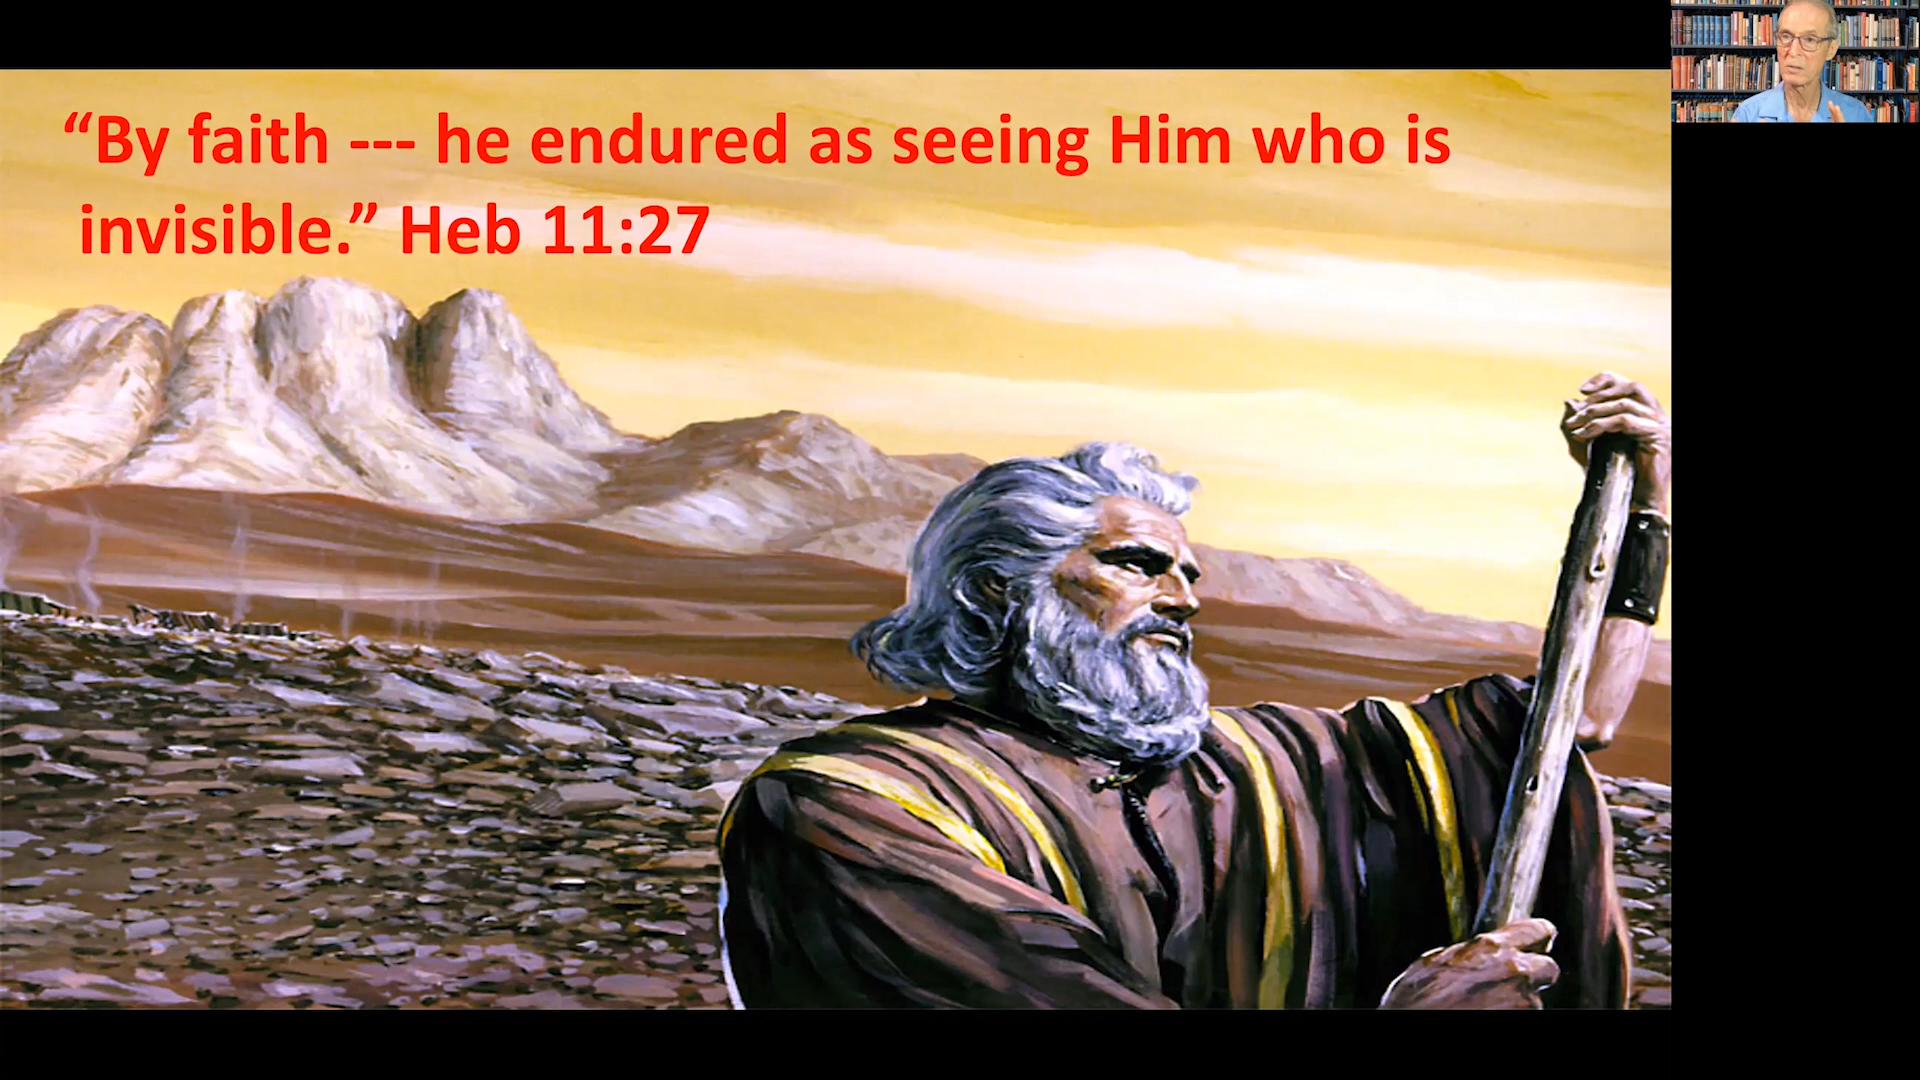 “By faith --- he endured as seeing Him who is
invisible.” Heb 11:27